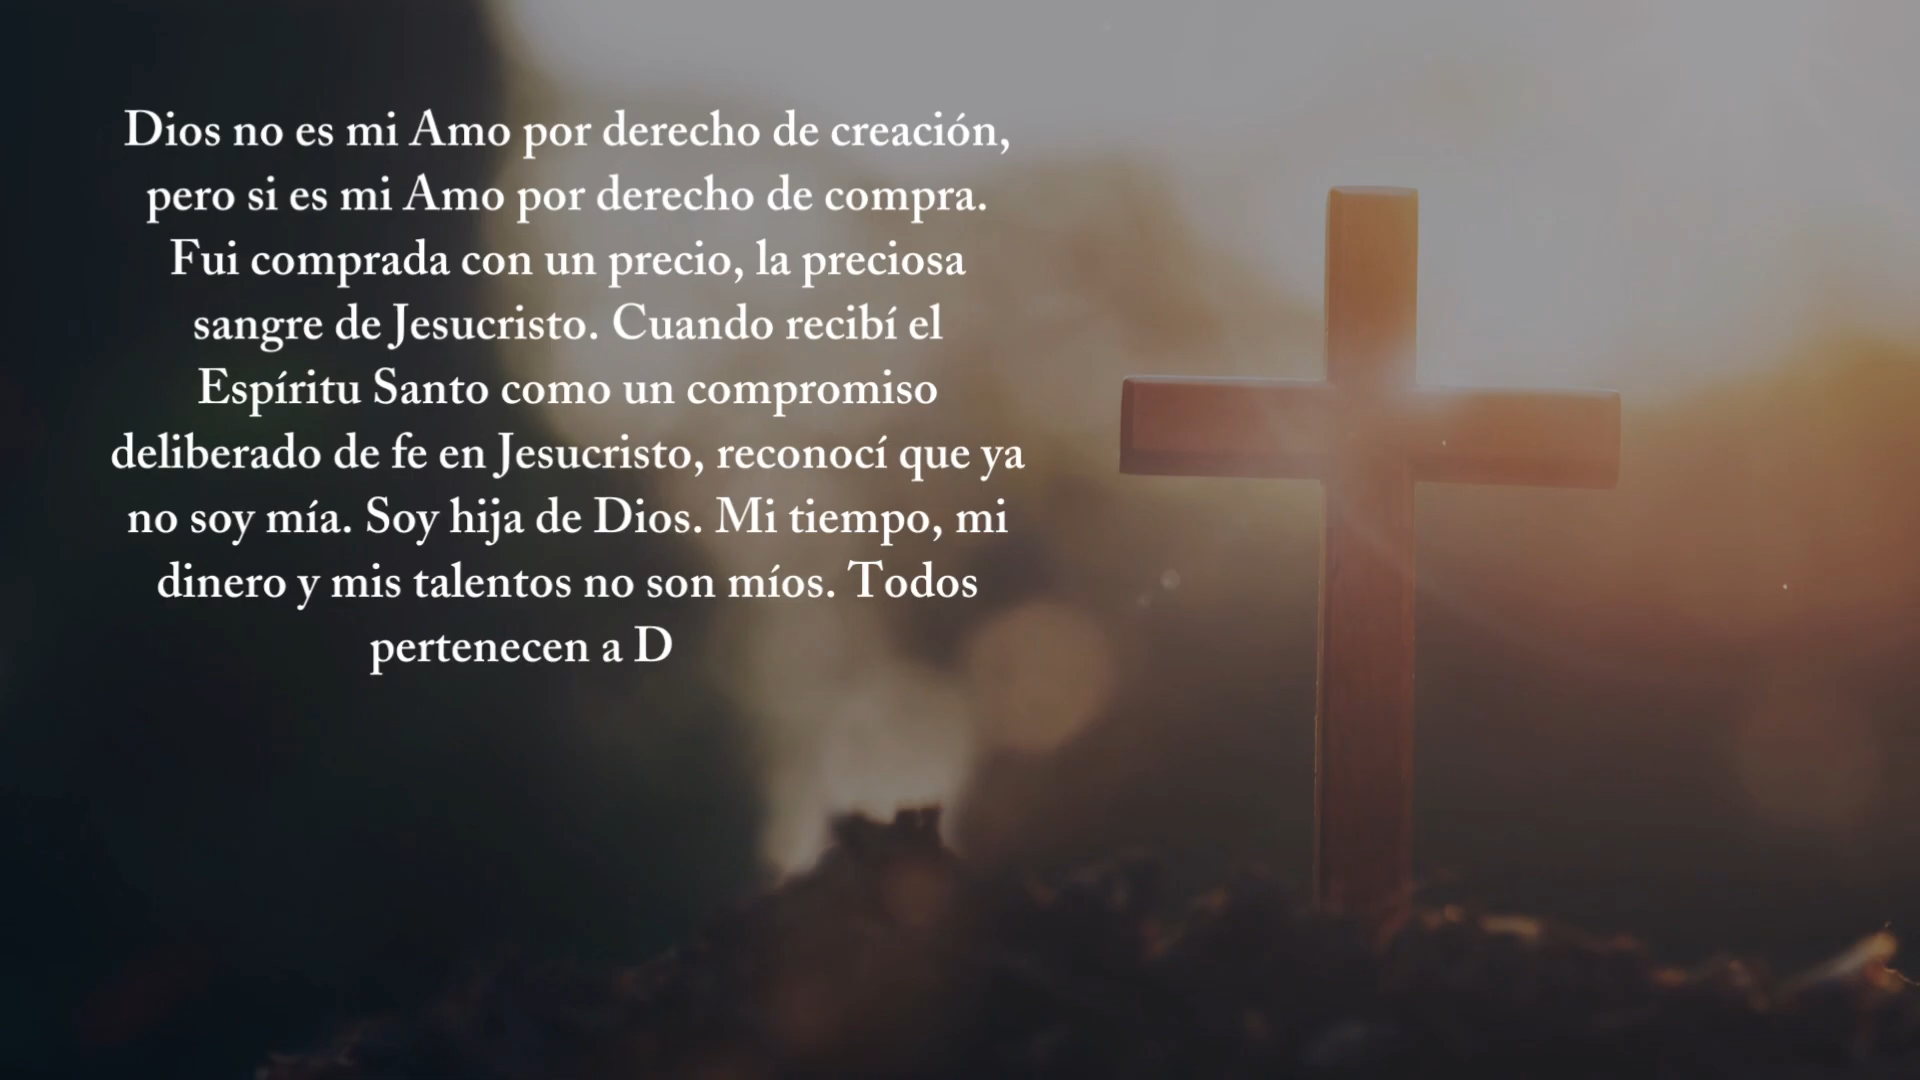 Dios no es mi Amo por derecho de creación,
pero si es mi Amo por derecho de compra.
Fui comprada con un precio, la preciosa
sangre de Jesucristo. Cuando recibí el
Espíritu Santo como un compromiso
deliberado de fe en Jesucristo, reconocí que ya
no soy mía. Soy hija de Dios. Mi tiempo, mi
dinero y mis talentos no son míos. Todos
pertenecen a D